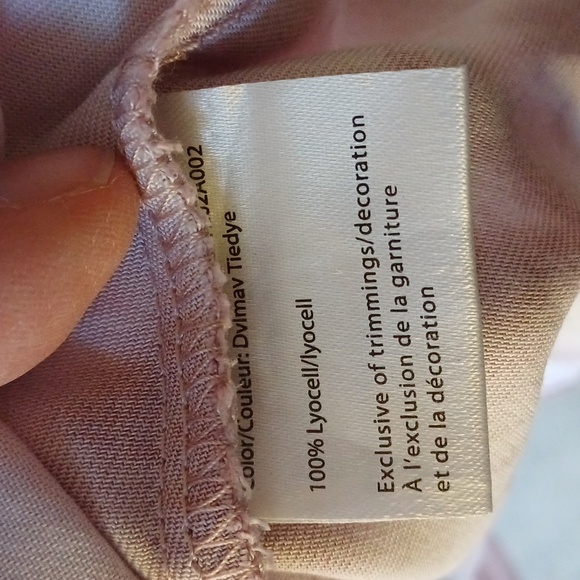 Color/Couleur: Dvlmav Tiedye
100% Lyocell/lyocell
Exclusive of trimmings/decoration
À l'exclusion de la garniture
et de la décoration